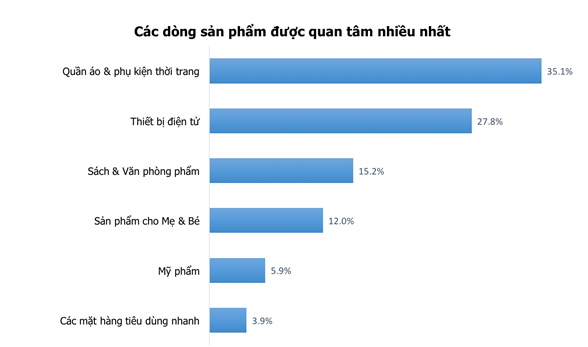 Các dòng sản phẩm được quan tâm nhiều nhất
Quần áo & phụ kiện thời trang 35.1%
Thiết bị điện tử 27.8%
Sách & Văn phòng phẩm 15.2%
Sản phẩm cho Mẹ & Bé 12.0%
Mỹ phẩm 5.9%
Các mặt hàng tiêu dùng nhanh 3.9%